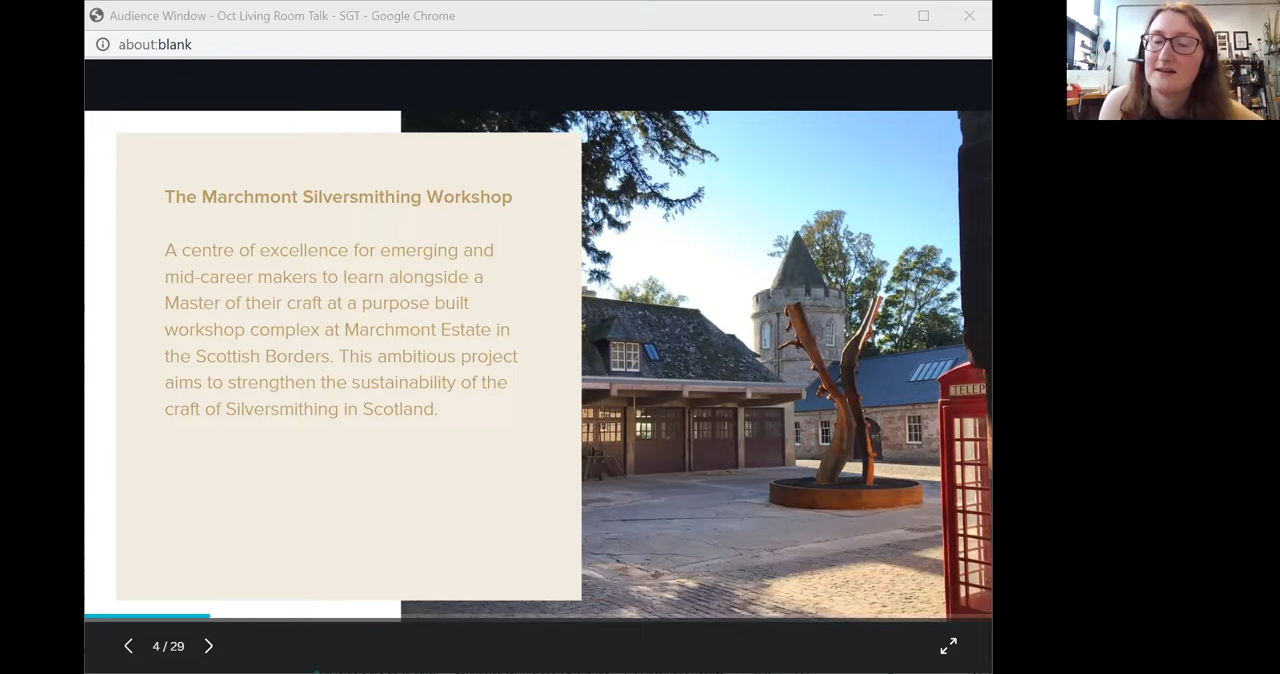 Audience Window - Oct Living Room Talk - SGT - Google Chrome
about:blank
The Marchmont Silversmithing Workshop
A centre of excellence for emerging and
mid-career makers to learn alongside a
Master of their craft at a purpose built
workshop complex at Marchmont Estate in
the Scottish Borders. This ambitious project
aims to strengthen the sustainability of the
craft of Silversmithing in Scotland.
TELEP
4 / 29